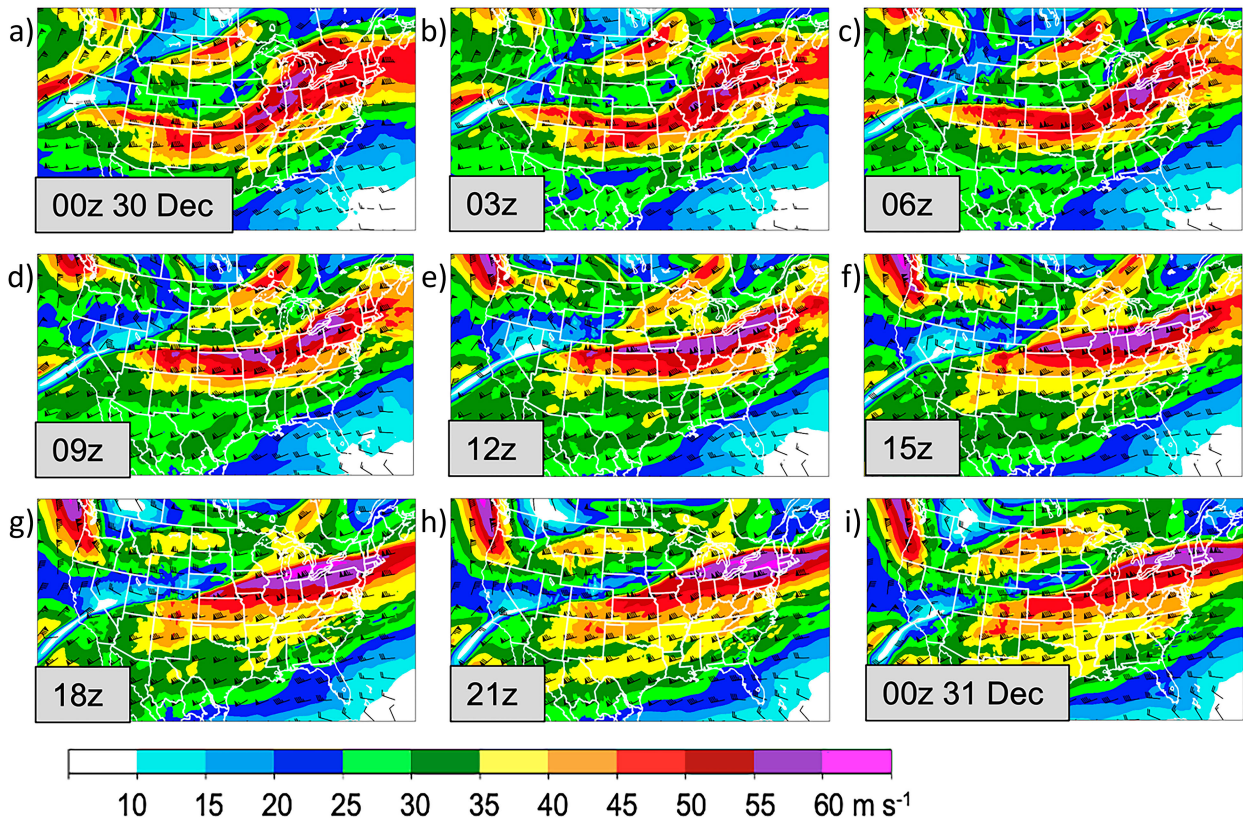 a) b) c)
00z 30 Dec 03z 06z
d) e) f)
09z 12z 15z
g) h) i)
18z 21z 00z 31 Dec
10 15 20 25 30 35 40 45 50 55 60 m s⁻¹